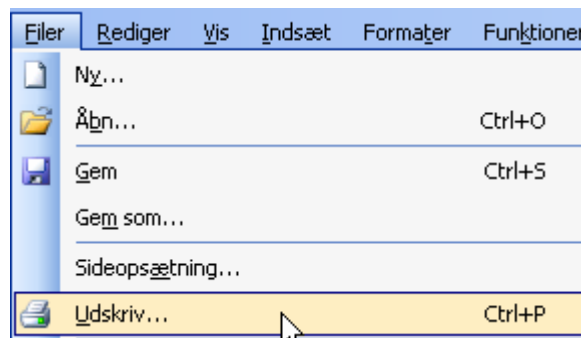 Filer Rediger Vis Indsæt Formater Funktioner
Ny...
Åbn... Ctrl+O
Gem Ctrl+S
Gem som...
Sideopsætning...
Udskriv... Ctrl+P